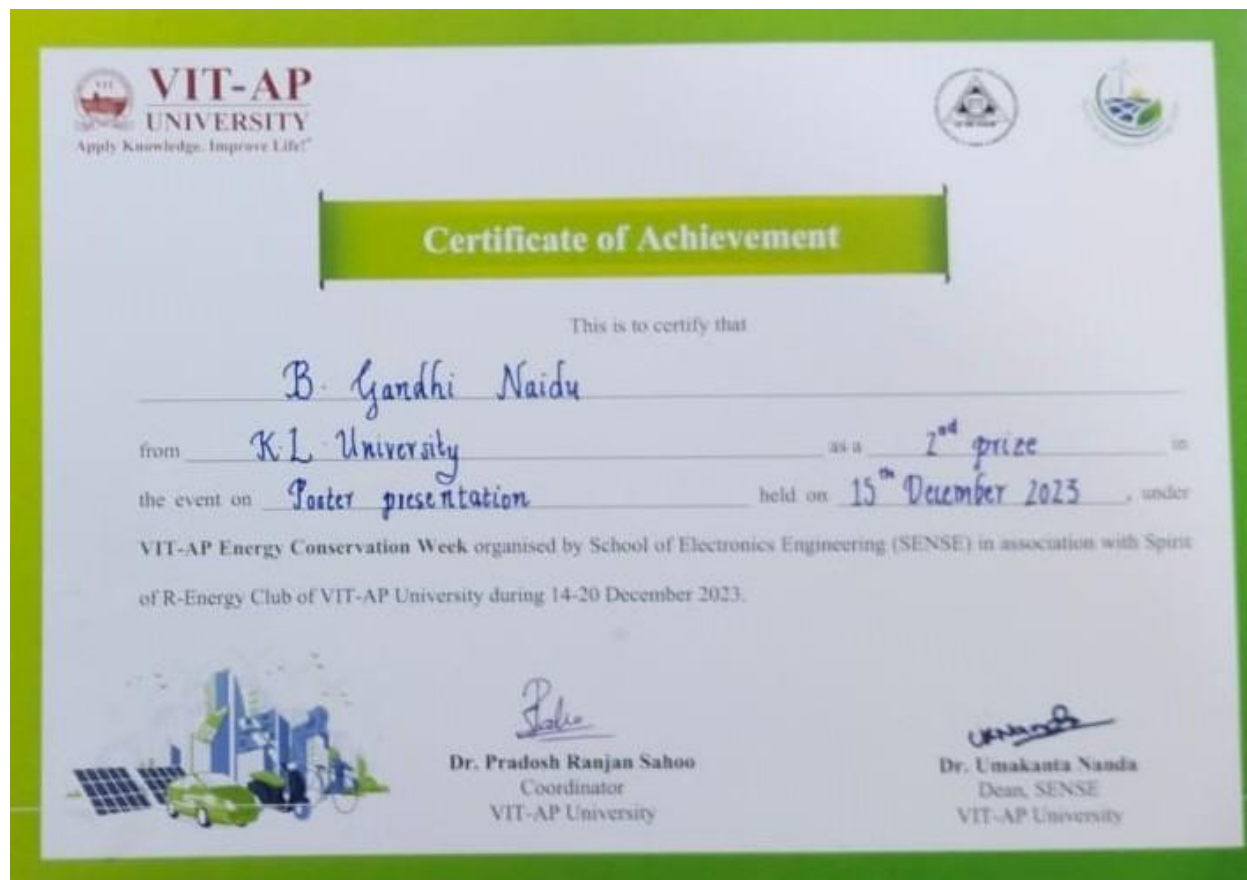 VIT-AP
UNIVERSITY
Apply Knowledge. Improve Life!
Certificate of Achievement
This is to certify that
B. Gandhi Naidu
from K.L. University as a 2nd prize in
the event on Poster presentation held on 15th December 2023, under
VIT-AP Energy Conservation Week organised by School of Electronics Engineering (SENSE) in association with Spirit
of R-Energy Club of VIT-AP University during 14-20 December 2023.
Dr. Pradosh Ranjan Sahoo
Coordinator
VIT-AP University
Dr. Umakanta Nanda
Dean, SENSE
VIT-AP University